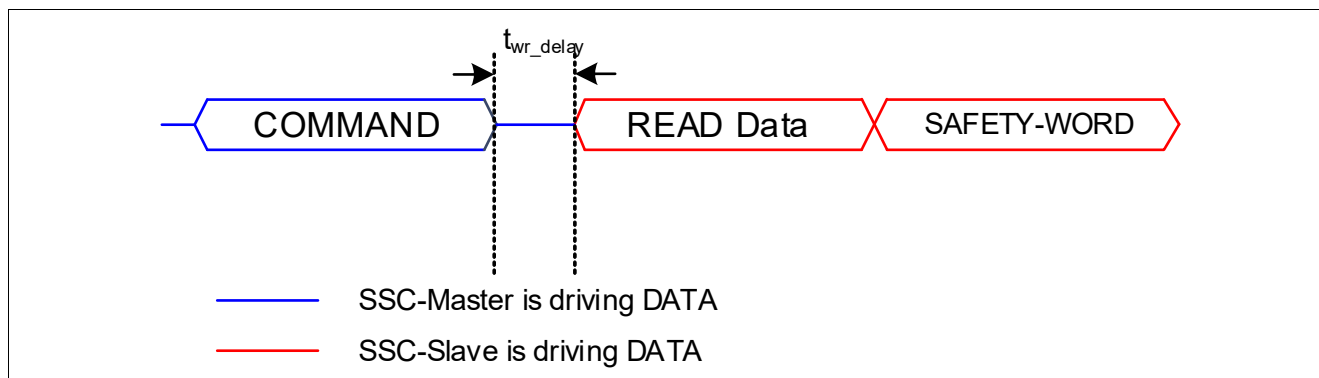 twr_delay
COMMAND READ Data SAFETY-WORD
SSC-Master is driving DATA
SSC-Slave is driving DATA